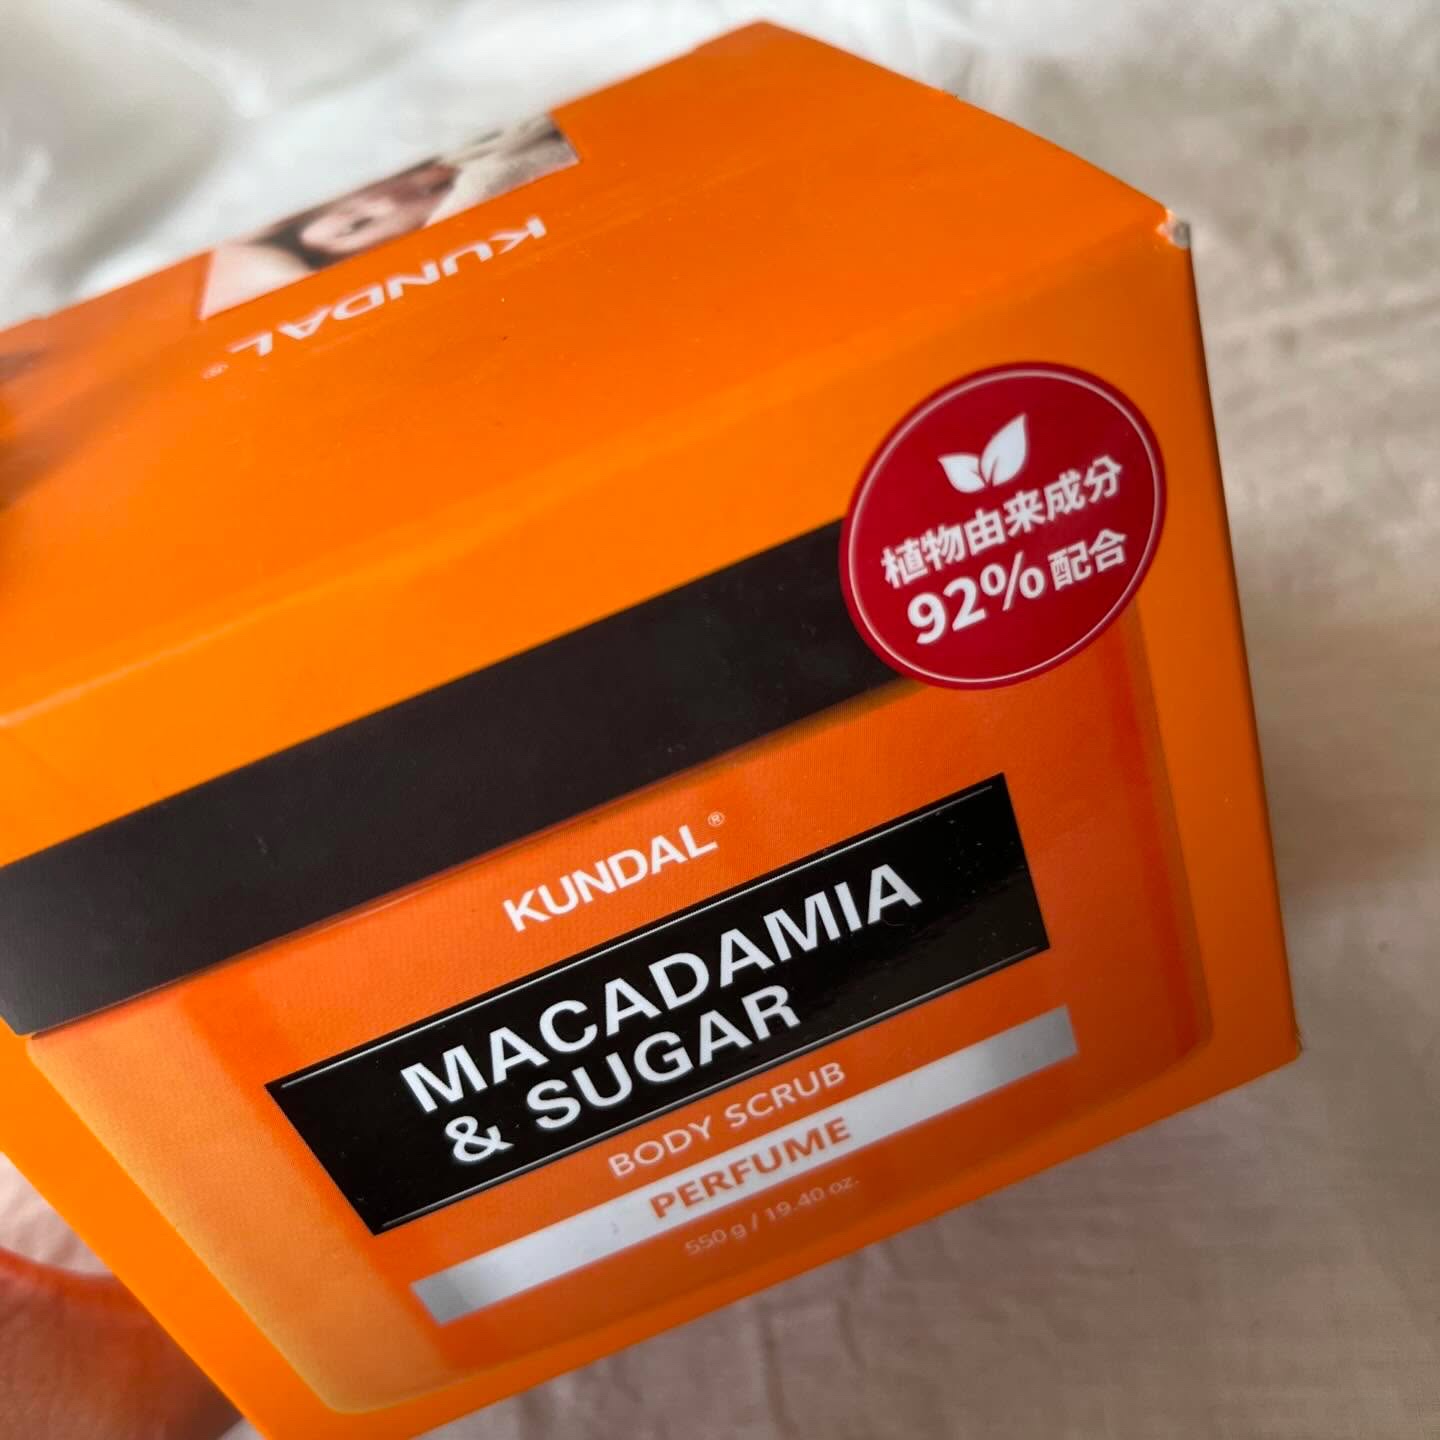 KUNDAL®
植物由来成分
92%配合
KUNDAL®
MACADAMIA
& SUGAR
BODY SCRUB
PERFUME
550 g / 19.40 oz.